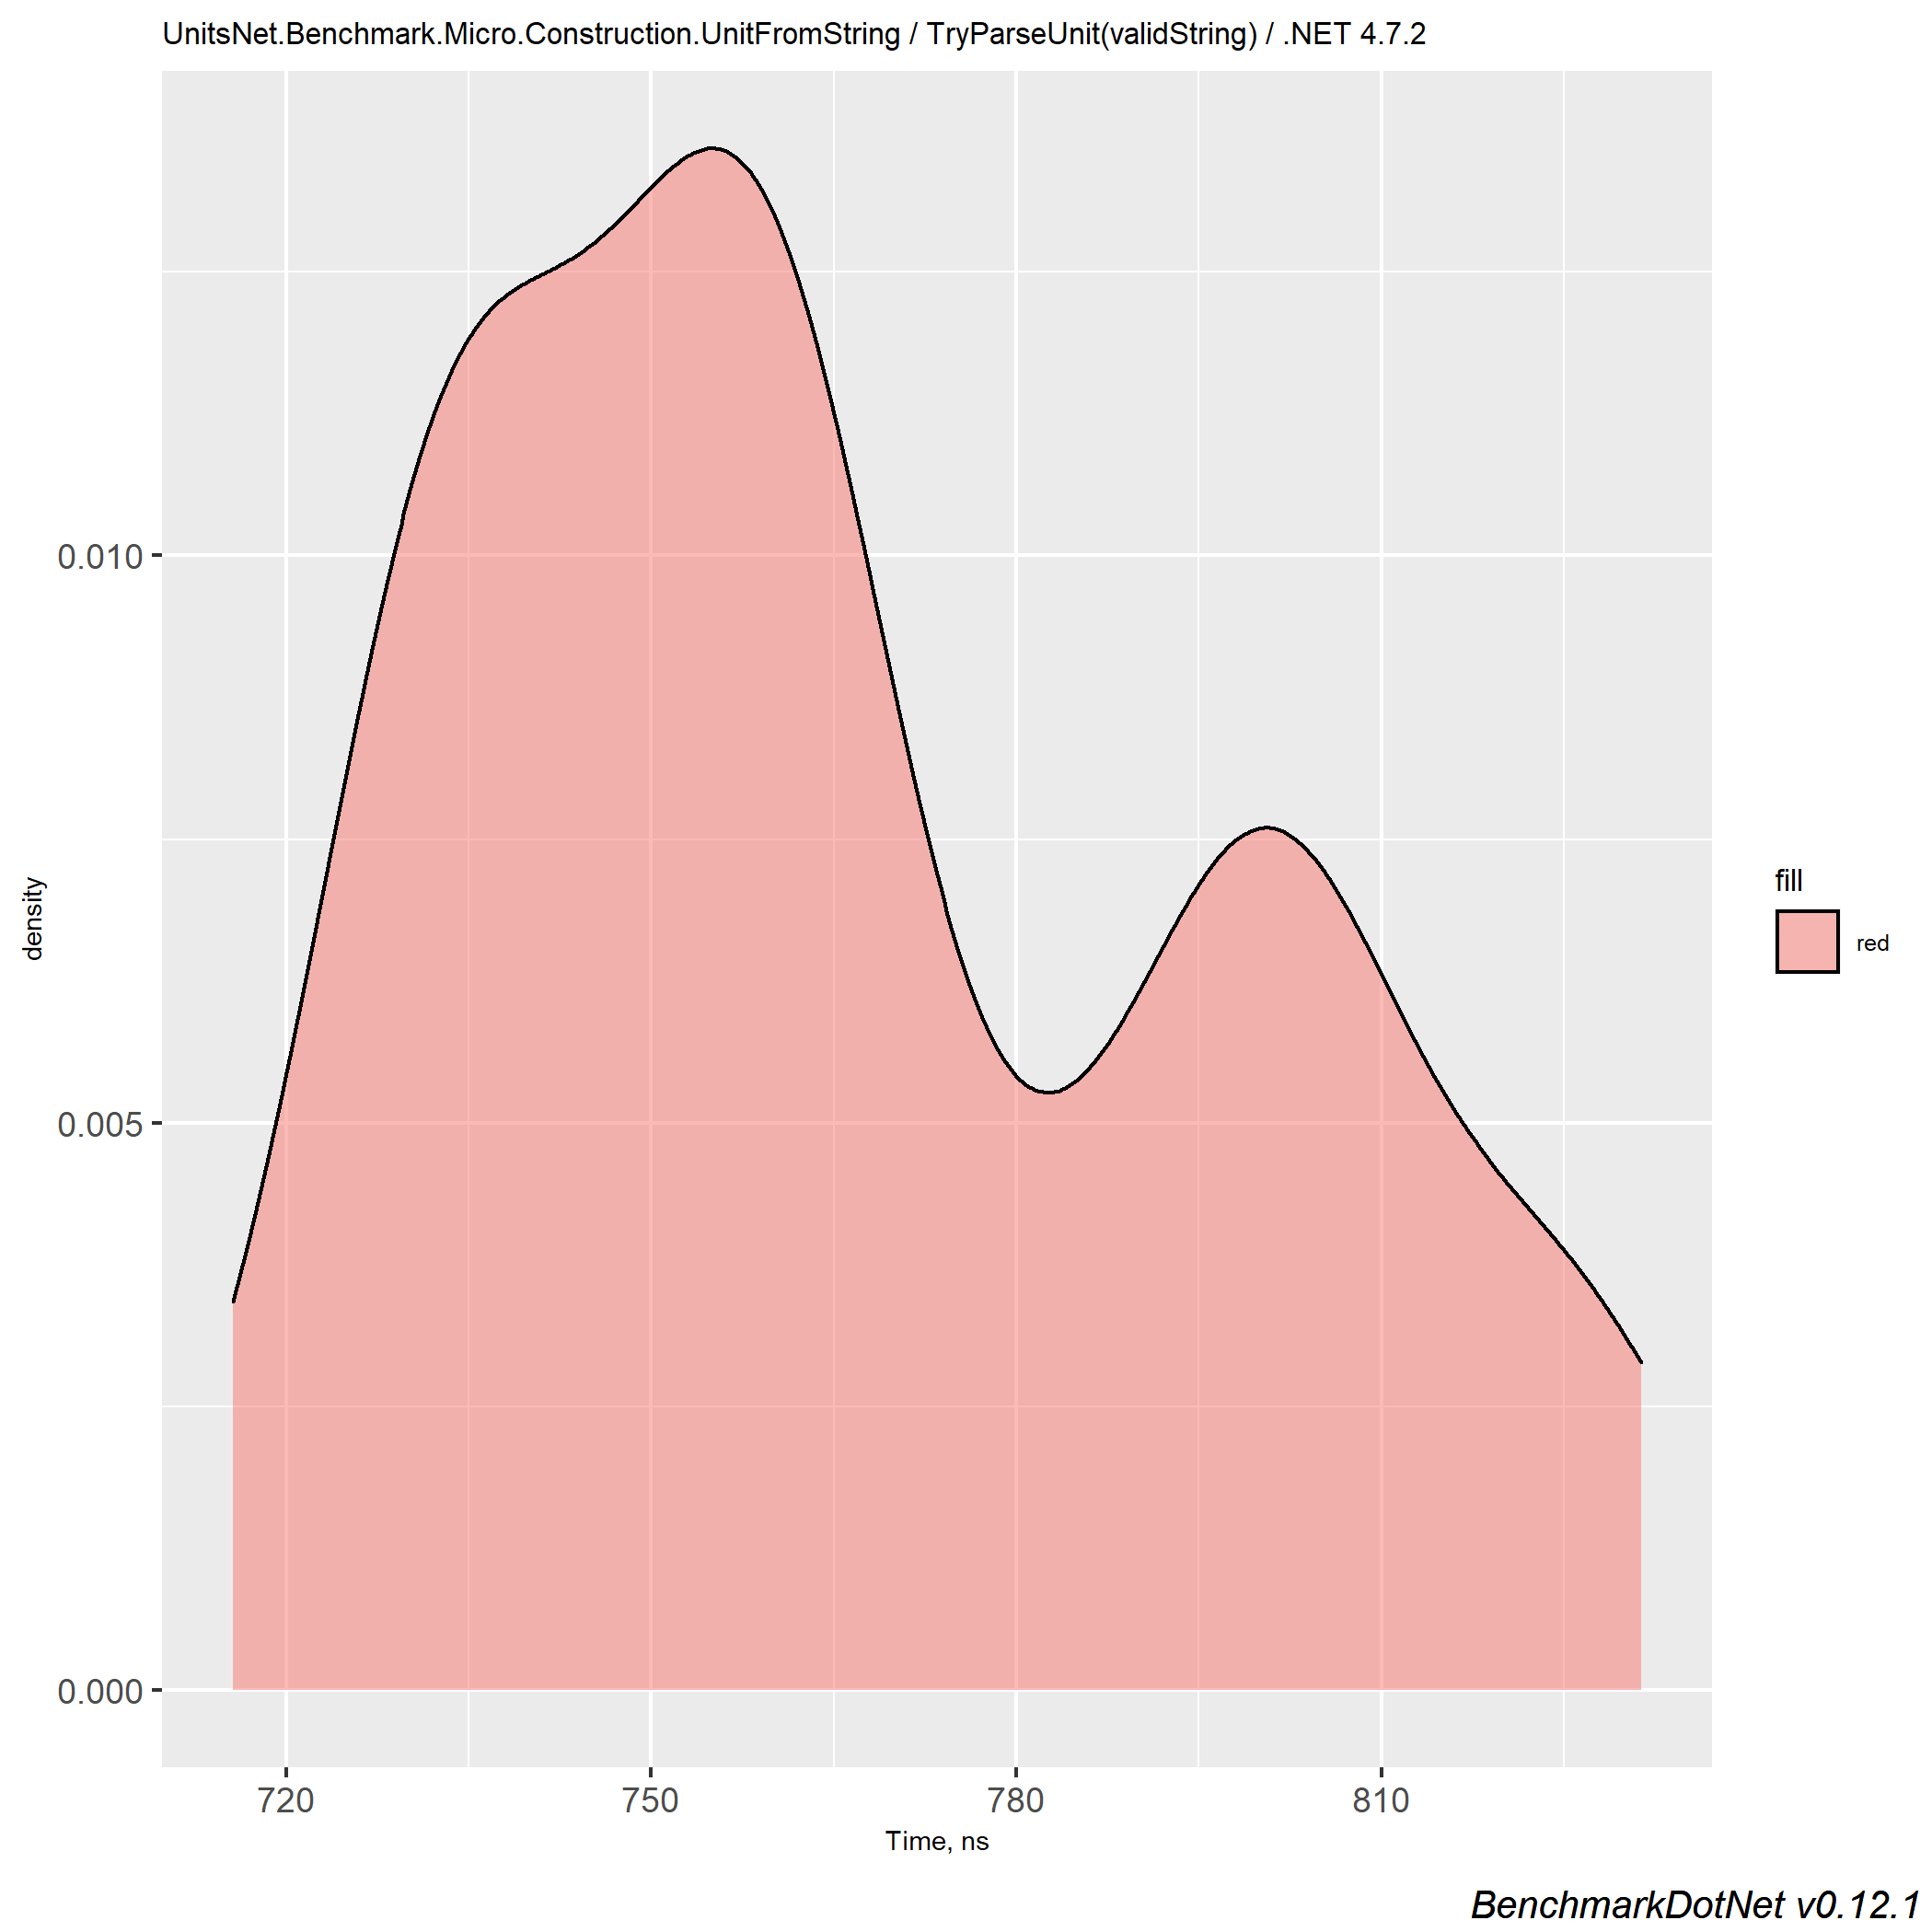 UnitsNet.Benchmark.Micro.Construction.UnitFromString / TryParseUnit(validString) / .NET 4.7.2
density
0.010
0.005
0.000
720 750 780 810
Time, ns
fill
red
BenchmarkDotNet v0.12.1